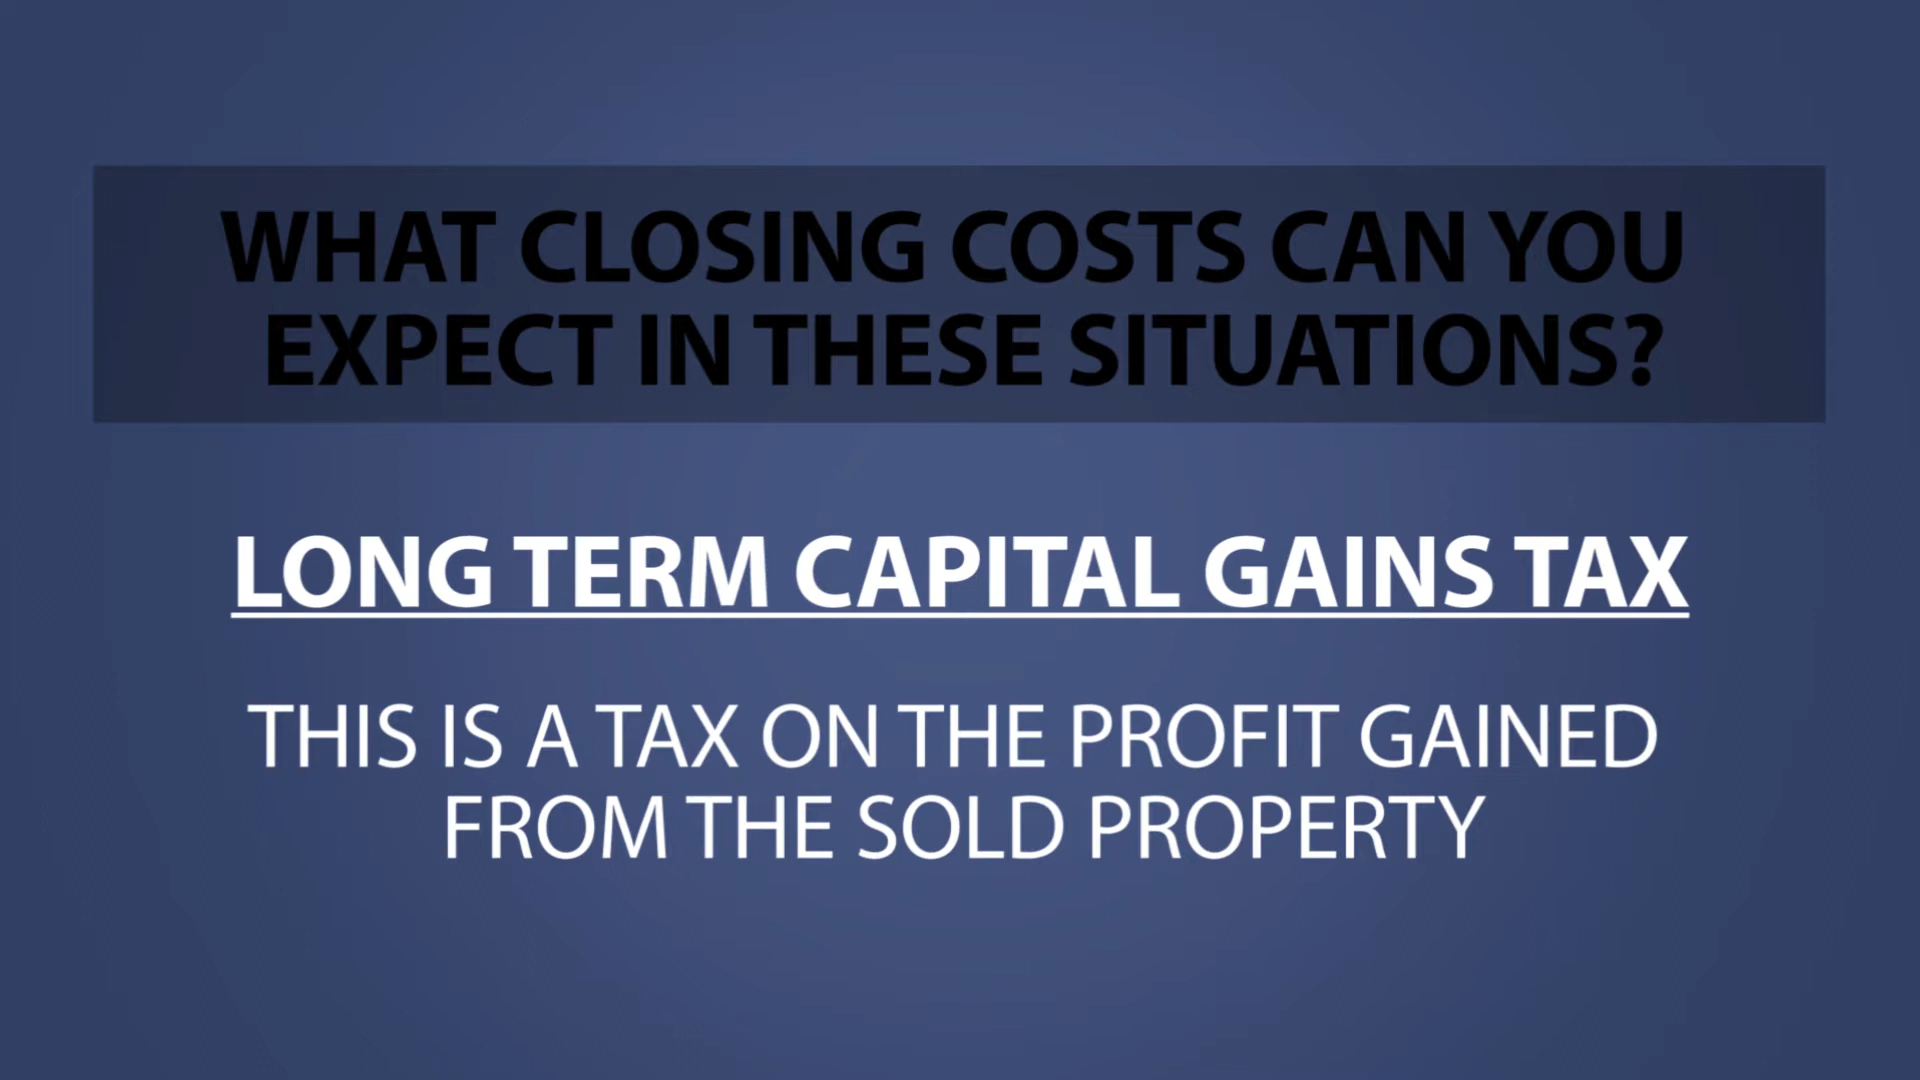 WHAT CLOSING COSTS CAN YOU
EXPECT IN THESE SITUATIONS?
LONG TERM CAPITAL GAINS TAX
THIS IS A TAX ON THE PROFIT GAINED
FROM THE SOLD PROPERTY